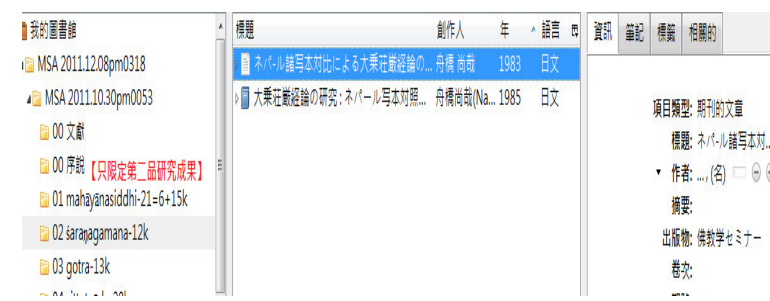 我的圖書館
MSA 2011.12.08pm0318
MSA 2011.10.30pm0053
00 文獻
00 序說【只限定第二品研究成果】
01 mahāyānasiddhi-21=6+15k
02 śaraṇagamana-12k
03 gotra-13k
標題 創作人 年 語言
ネパール諸写本対比による大乗荘厳経論の... 舟橋 尚哉 1983 日文
大乗荘厳経論の研究 : ネパール写本対照... 舟橋尚哉(Na... 1985 日文
資訊 筆記 標籤 相關的
項目類型: 期刊的文章
標題: ネパール諸写本対...
作者: ... , (名)
摘要:
出版物: 佛教学セミナー
卷次: